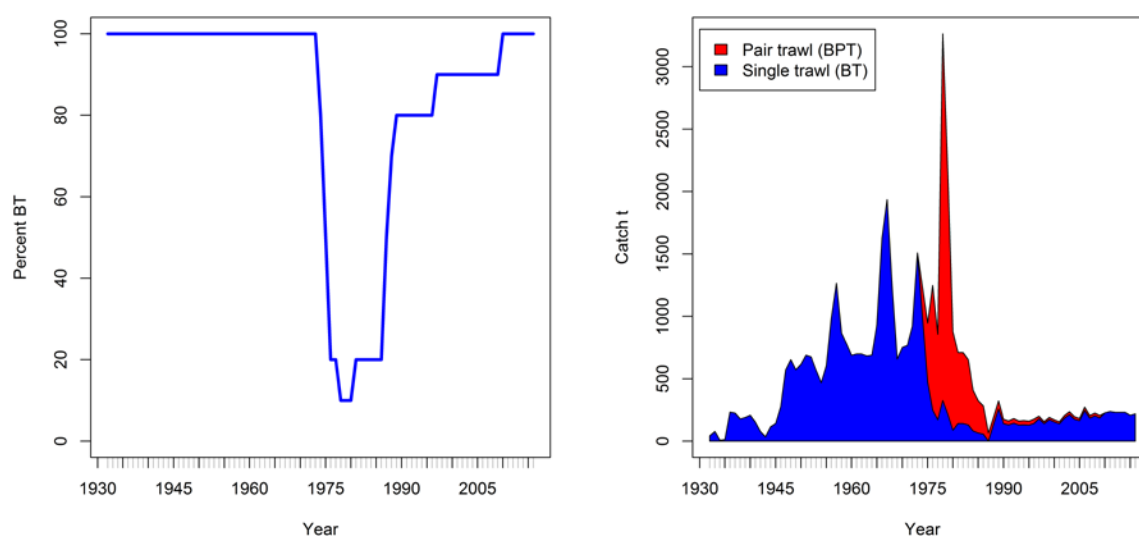 Percent BT
100
80
60
40
20
0
1930 1945 1960 1975 1990 2005
Year
Catch t
3000
2500
2000
1500
1000
500
0
Pair trawl (BPT)
Single trawl (BT)
1930 1945 1960 1975 1990 2005
Year